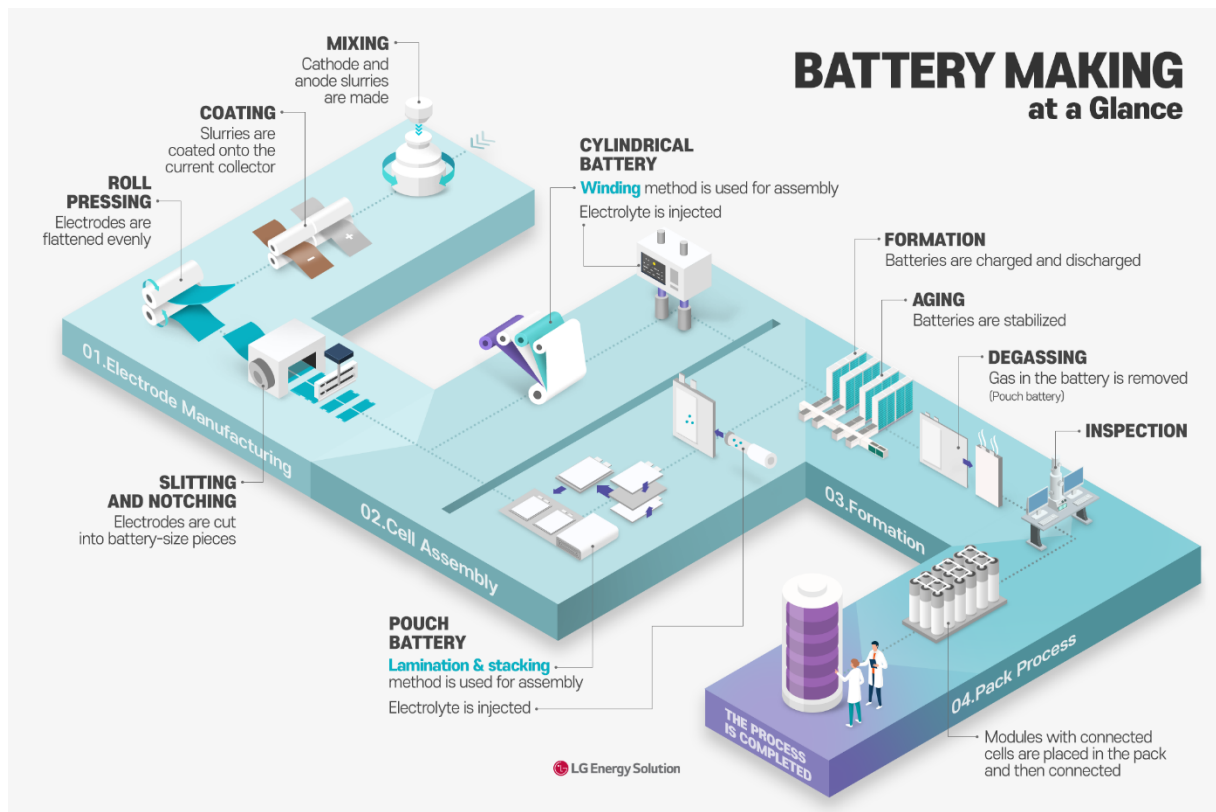 BATTERY MAKING
at a Glance
MIXING
Cathode and
anode slurries
are made
COATING
Slurries are
coated onto the
current collector
ROLL
PRESSING
Electrodes are
flattened evenly
SLITTING
AND NOTCHING
Electrodes are cut
into battery-size pieces
01.Electrode Manufacturing
CYLINDRICAL
BATTERY
Winding method is used for assembly
Electrolyte is injected
02.Cell Assembly
POUCH
BATTERY
Lamination & stacking
method is used for assembly
Electrolyte is injected
FORMATION
Batteries are charged and discharged
AGING
Batteries are stabilized
DEGASSING
Gas in the battery is removed
(Pouch battery)
INSPECTION
03.Formation
04.Pack Process
Modules with connected
cells are placed in the pack
and then connected
THE PROCESS
IS COMPLETED
+
-
LG Energy Solution